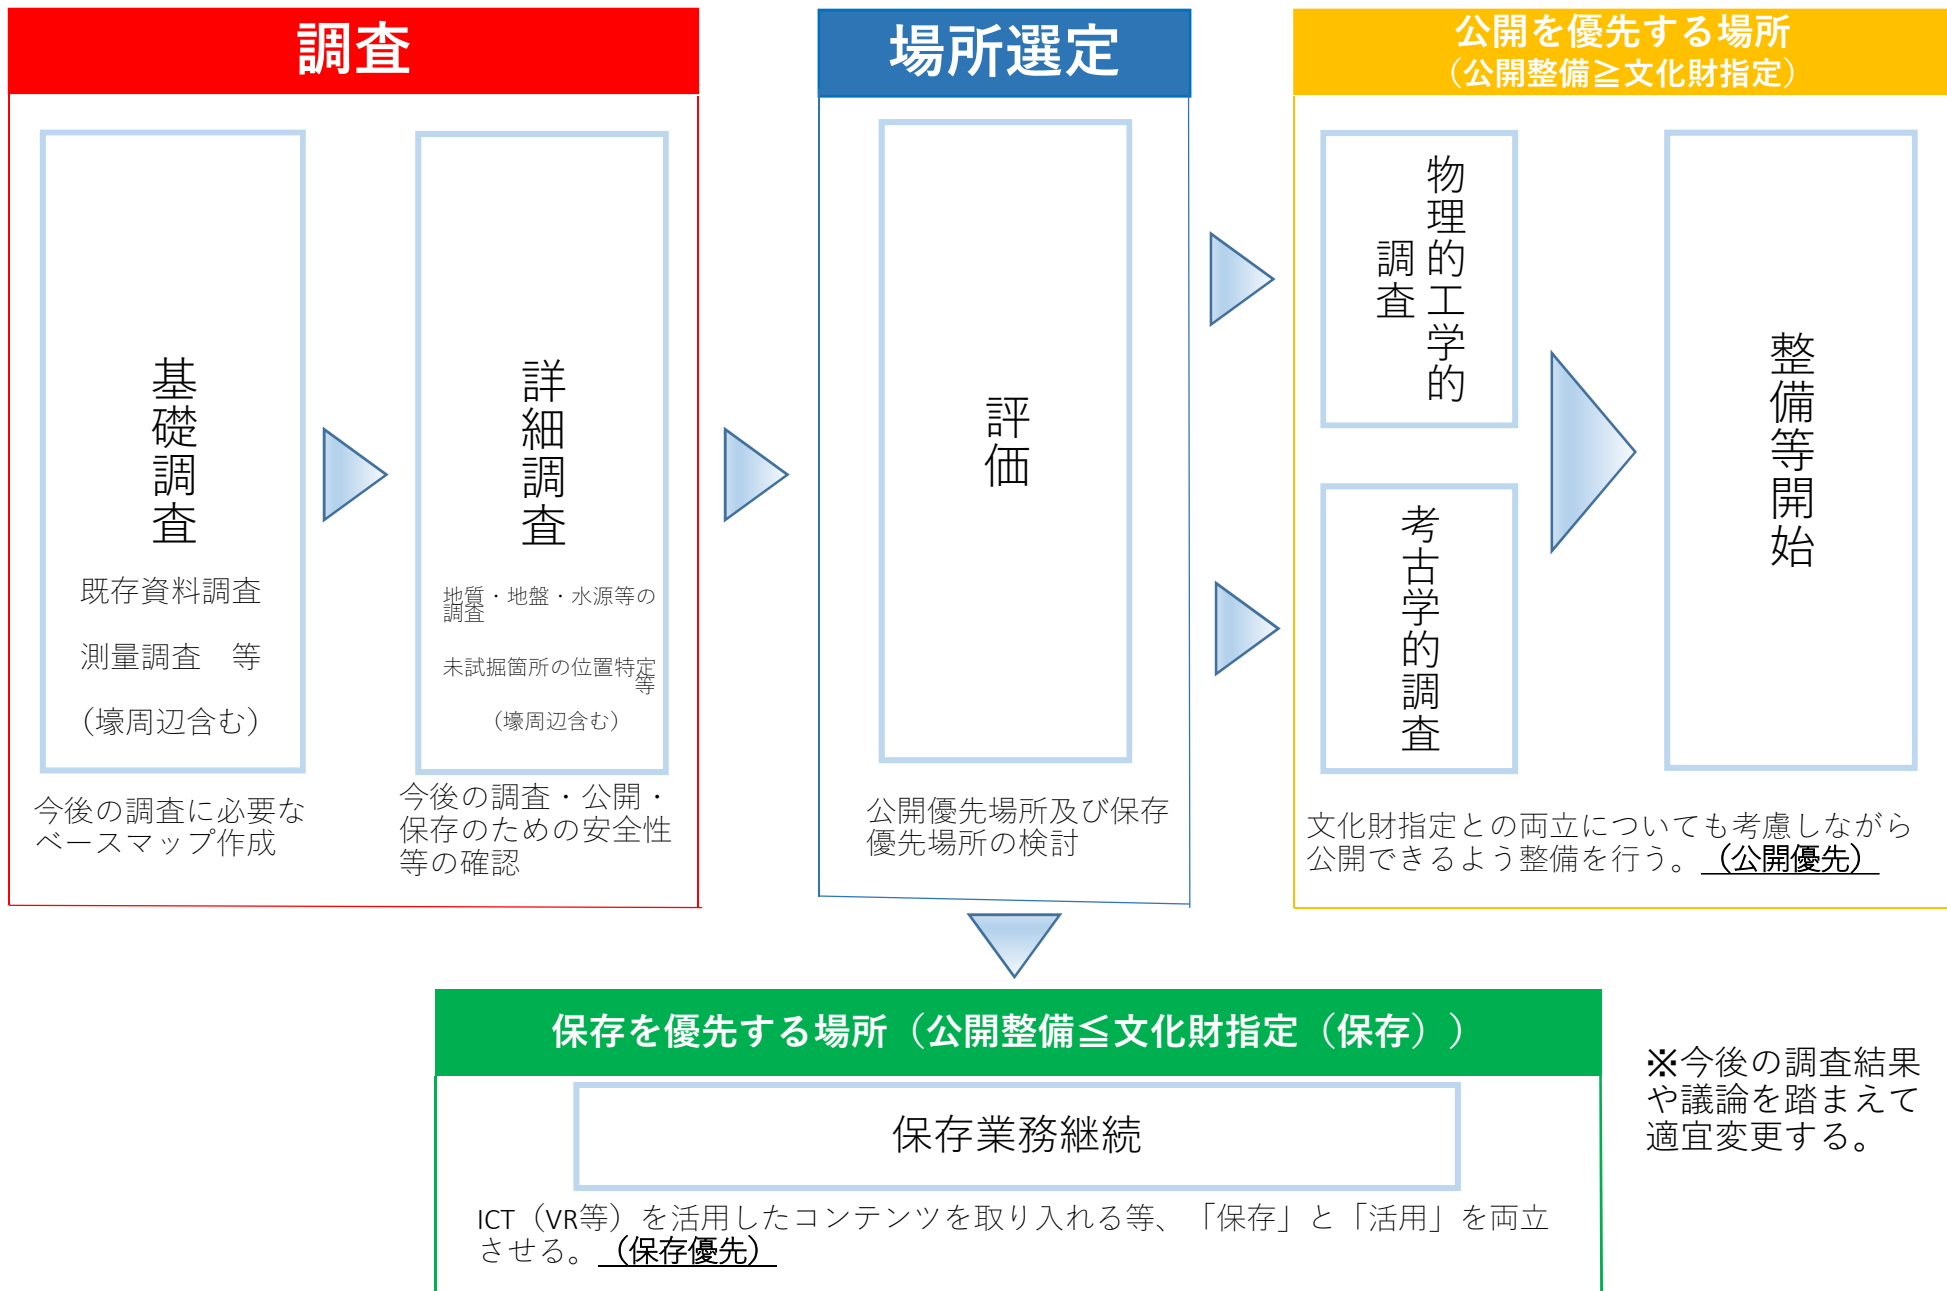 調査
基礎調査
既存資料調査
測量調査　等
（壕周辺含む）
今後の調査に必要な
ベースマップ作成
詳細調査
地質・地盤・水源等の
調査
未試掘箇所の位置特定
等
（壕周辺含む）
今後の調査・公開・
保存のための安全性
等の確認
場所選定
評価
公開優先場所及び保存
優先場所の検討
公開を優先する場所
（公開整備≧文化財指定）
物理的工学的
調査
考古学的調査
整備等開始
文化財指定との両立についても考慮しながら
公開できるよう整備を行う。（公開優先）
保存を優先する場所（公開整備≦文化財指定（保存））
保存業務継続
ICT（VR等）を活用したコンテンツを取り入れる等、「保存」と「活用」を両立
させる。（保存優先）
※今後の調査結果
や議論を踏まえて
適宜変更する。